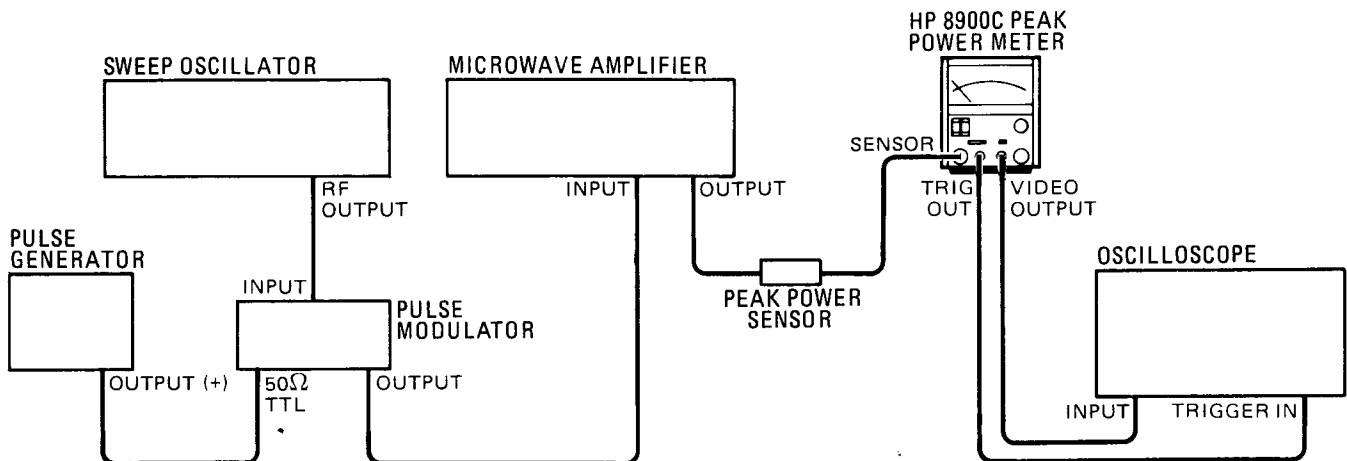 HP 8900C PEAK
POWER METER
SWEEP OSCILLATOR
MICROWAVE AMPLIFIER
SENSOR
RF
OUTPUT
INPUT
OUTPUT
TRIG
OUT
VIDEO
OUTPUT
PULSE
GENERATOR
OSCILLOSCOPE
INPUT
PULSE
MODULATOR
PEAK POWER
SENSOR
OUTPUT (+)
50Ω
TTL
OUTPUT
INPUT
TRIGGER IN